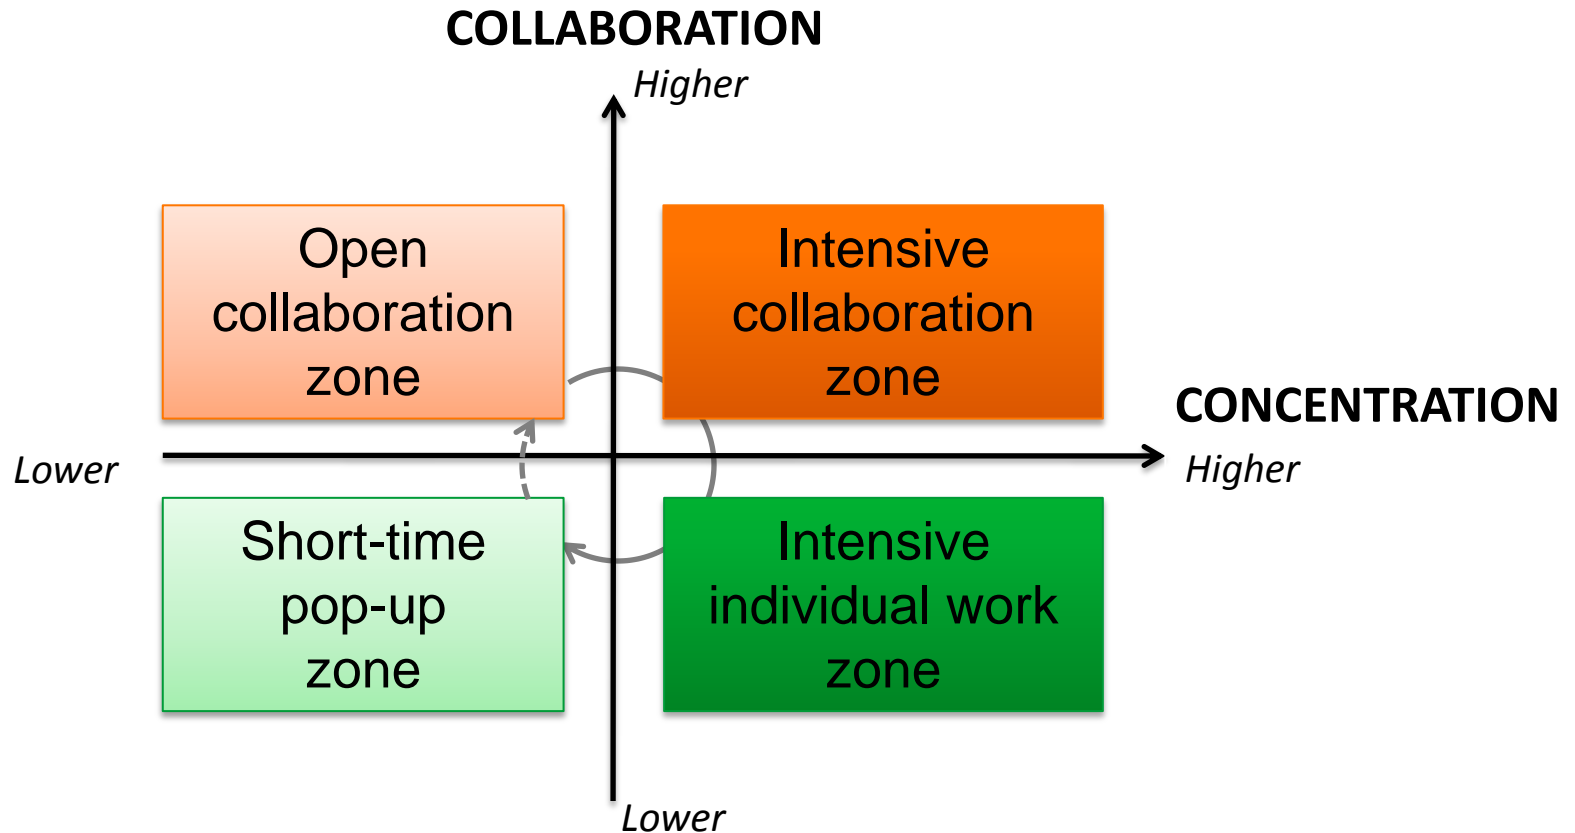 COLLABORATION
Higher
Open
collaboration
zone
Intensive
collaboration
zone
CONCENTRATION
Lower
Higher
Short-time
pop-up
zone
Intensive
individual work
zone
Lower